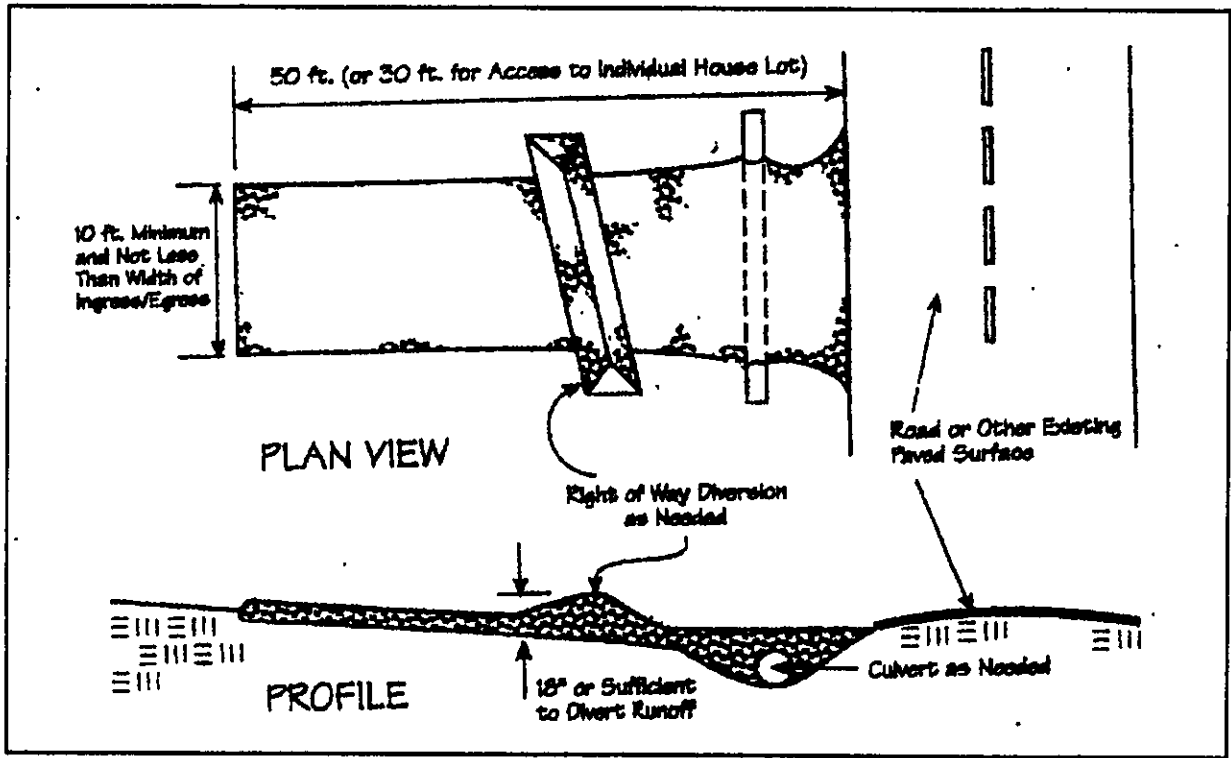 50 ft. (or 30 ft. for Access to Individual House Lot)
10 ft. Minimum
and Not Less
Than Width of
Ingress/Egress
PLAN VIEW
Road or Other Existing
Paved Surface
Right of Way Diversion
as Needed
PROFILE
18" or Sufficient
to Divert Runoff
Culvert as Needed